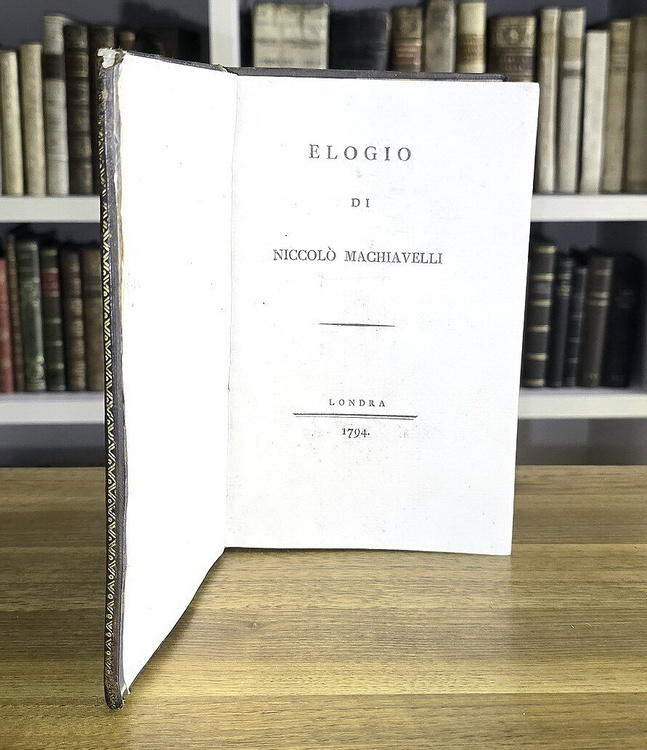 ELOGIO
DI
NICCOLÒ MACHIAVELLI
LONDRA
1794.